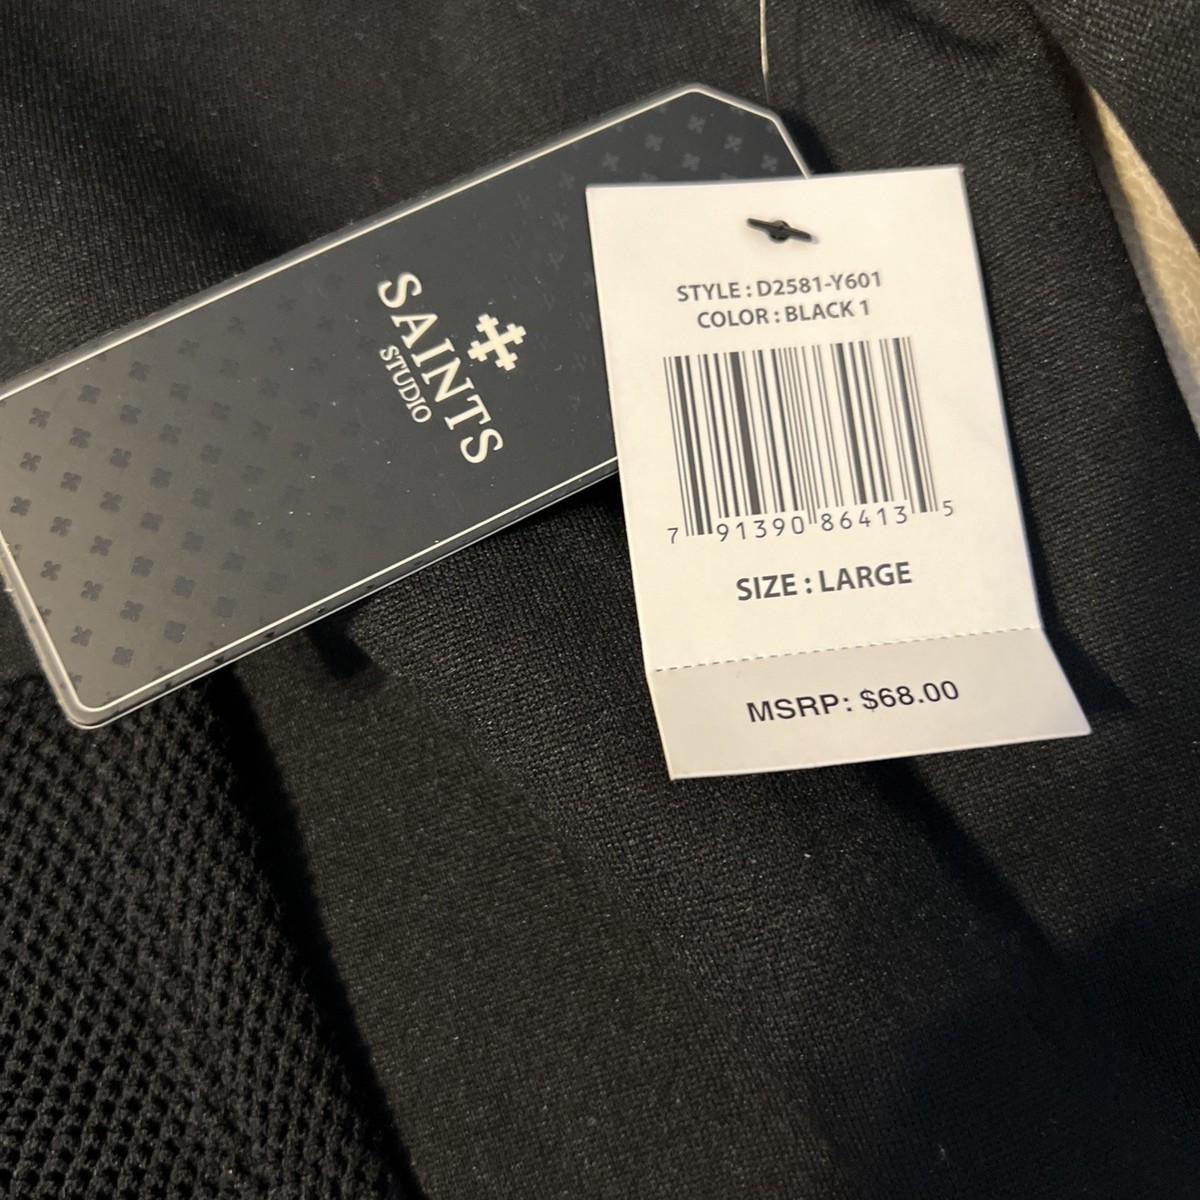 SAINTS
STUDIO
STYLE : D2581-Y601
COLOR : BLACK 1
7 91390 86413 5
SIZE : LARGE
MSRP: $68.00